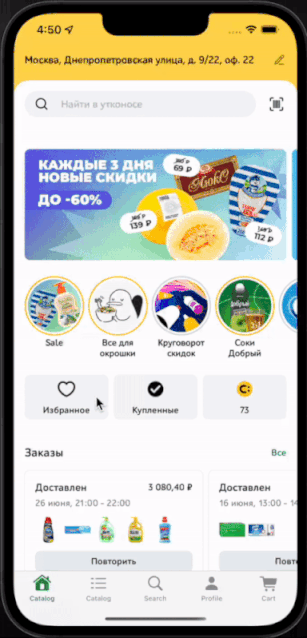 4:50
Москва, Днепропетровская улица, д. 9/22, оф. 22
Найти в утконосе
КАЖДЫЕ 3 ДНЯ
НОВЫЕ СКИДКИ
ДО -60%
69 ₽
139 ₽
112 ₽
Sale
Все для
окрошки
Круговорот
скидок
Соки
Добрый
Избранное
Купленные
73
Заказы
Все
Доставлен
3 080,40 ₽
26 июня, 21:00 - 22:00
Повторить
Доставлен
16 июня, 13:00 -
Catalog
Catalog
Search
Profile
Cart